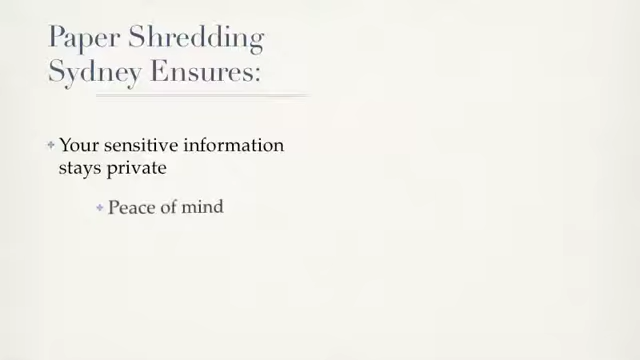 Paper Shredding
Sydney Ensures:
Your sensitive information
stays private
Peace of mind